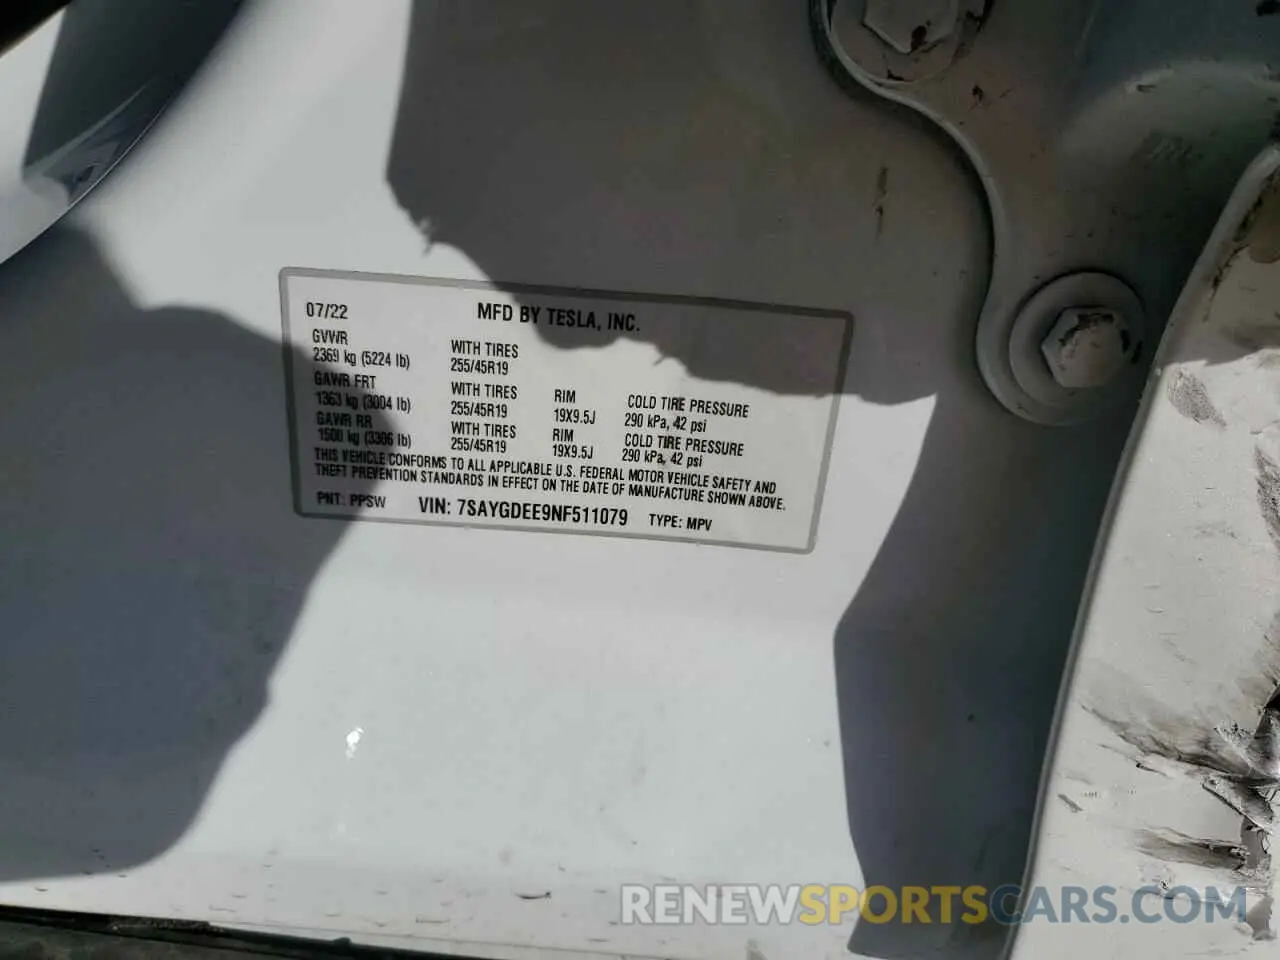 07/22 MFD BY TESLA, INC.
GVWR
2369 kg (5224 lb) WITH TIRES 255/45R19
GAWR FRT
1363 kg (3004 lb) WITH TIRES 255/45R19 RIM 19X9.5J COLD TIRE PRESSURE 290 kPa, 42 psi
GAWR RR
1500 kg (3306 lb) WITH TIRES 255/45R19 RIM 19X9.5J COLD TIRE PRESSURE 290 kPa, 42 psi
THIS VEHICLE CONFORMS TO ALL APPLICABLE U.S. FEDERAL MOTOR VEHICLE SAFETY AND
THEFT PREVENTION STANDARDS IN EFFECT ON THE DATE OF MANUFACTURE SHOWN ABOVE.
PNT: PPSW VIN: 7SAYGDEE9NF511079 TYPE: MPV
RENEWSPORTSCARS.COM